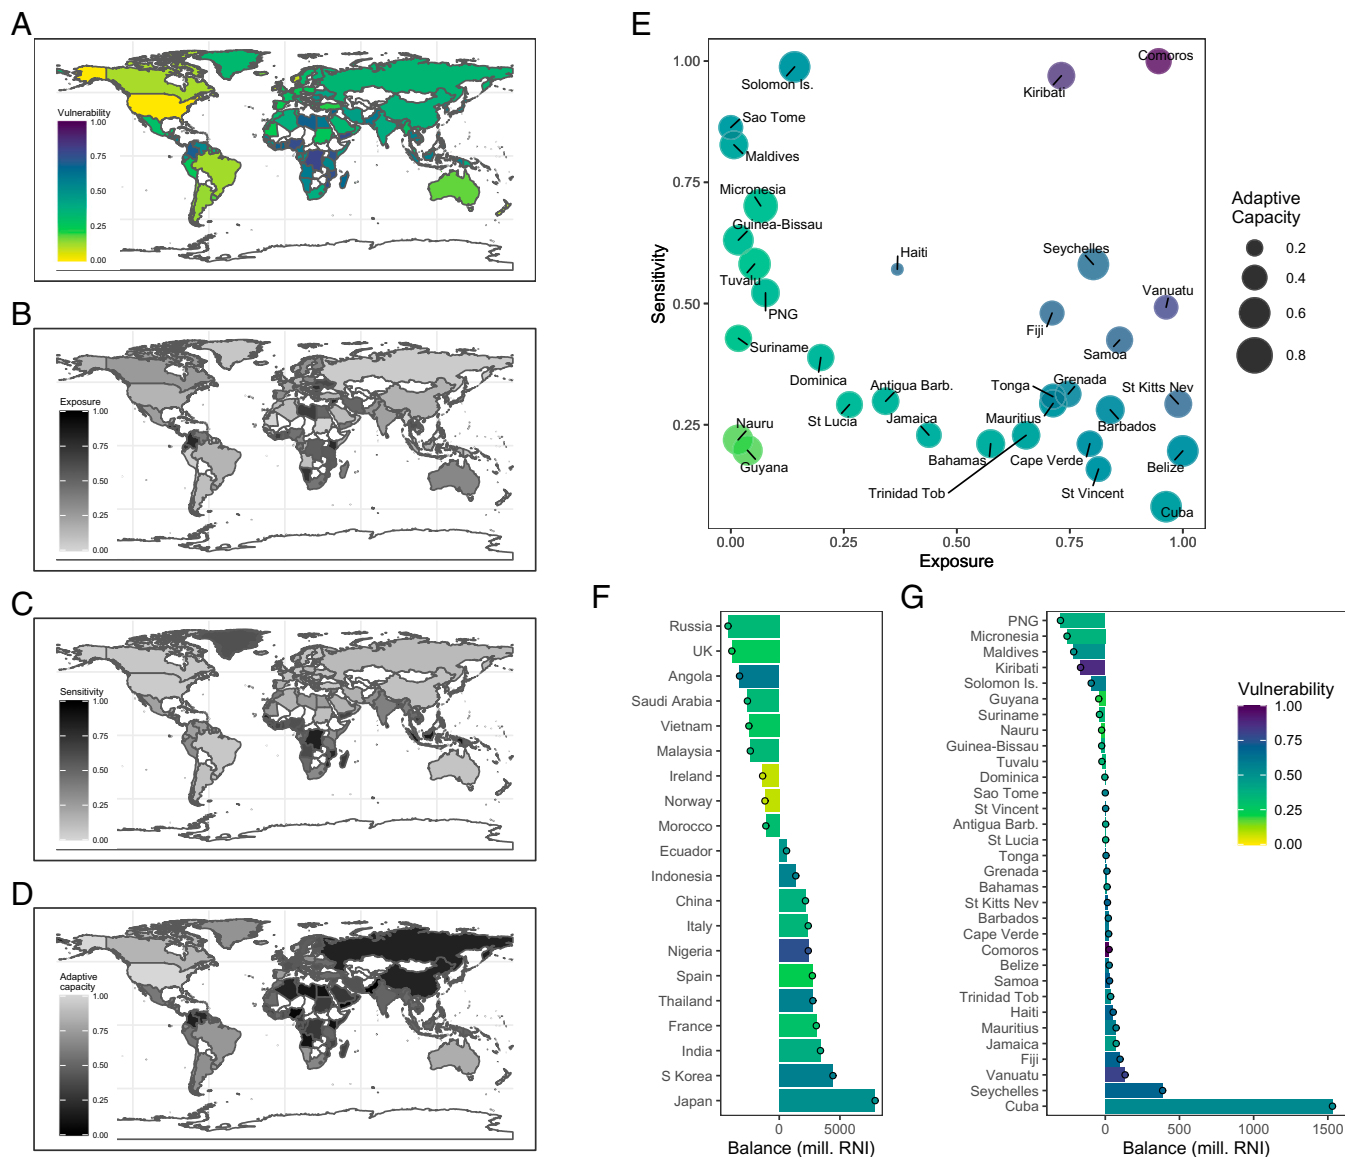 A
Vulnerability
1.00
0.75
0.50
0.25
0.00
B
Exposure
1.00
0.75
0.50
0.25
0.00
C
Sensitivity
1.00
0.75
0.50
0.25
0.00
D
Adaptive
capacity
1.00
0.75
0.50
0.25
0.00
E
Sensitivity
1.00
0.75
0.50
0.25
Comoros
Solomon Is.
Kiribati
Sao Tome
Maldives
Micronesia
Guinea-Bissau
Haiti
Seychelles
Tuvalu
Vanuatu
PNG
Fiji
Suriname
Samoa
Dominica
Antigua Barb.
Tonga
Grenada
St Kitts Nev
St Lucia
Jamaica
Mauritius
Barbados
Nauru
Guyana
Bahamas
Cape Verde
Belize
Trinidad Tob
St Vincent
Cuba
0.00
0.25
0.50
0.75
1.00
Exposure
Adaptive
Capacity
0.2
0.4
0.6
0.8
F
Russia
UK
Angola
Saudi Arabia
Vietnam
Malaysia
Ireland
Norway
Morocco
Ecuador
Indonesia
China
Italy
Nigeria
Spain
Thailand
France
India
S Korea
Japan
0
5000
Balance (mill. RNI)
G
PNG
Micronesia
Maldives
Kiribati
Solomon Is.
Guyana
Suriname
Nauru
Guinea-Bissau
Tuvalu
Dominica
Sao Tome
St Vincent
Antigua Barb.
St Lucia
Tonga
Grenada
Bahamas
St Kitts Nev
Barbados
Cape Verde
Comoros
Belize
Samoa
Trinidad Tob
Haiti
Mauritius
Jamaica
Fiji
Vanuatu
Seychelles
Cuba
0
500
1000
1500
Balance (mill. RNI)
Vulnerability
1.00
0.75
0.50
0.25
0.00